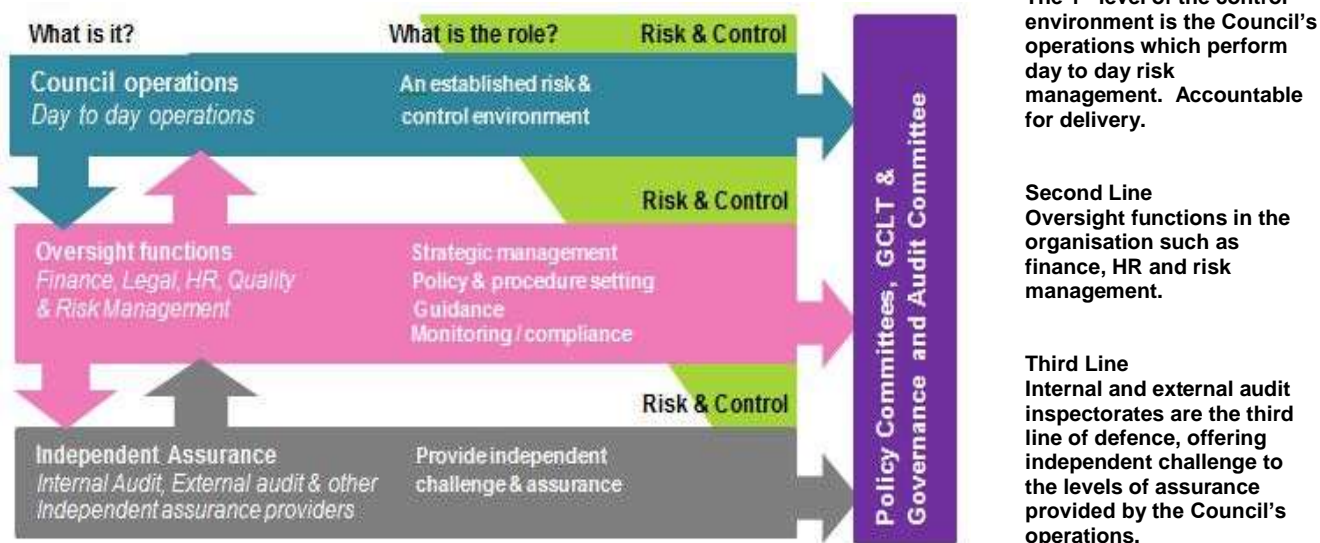 What is it?
What is the role?
Risk & Control
Council operations
Day to day operations
An established risk &
control environment
Risk & Control
Oversight functions
Finance, Legal, HR, Quality
& Risk Management
Strategic management
Policy & procedure setting
Guidance
Monitoring / compliance
Risk & Control
Independent Assurance
Internal Audit, External audit & other
Independent assurance providers
Provide independent
challenge & assurance
Policy Committees, GCLT &
Governance and Audit Committee
level of the control
environment is the Council's
operations which perform
day to day risk
management. Accountable
for delivery.
Second Line
Oversight functions in the
organisation such as
finance, HR and risk
management.
Third Line
Internal and external audit
inspectorates are the third
line of defence, offering
independent challenge to
the levels of assurance
provided by the Council's
operations.